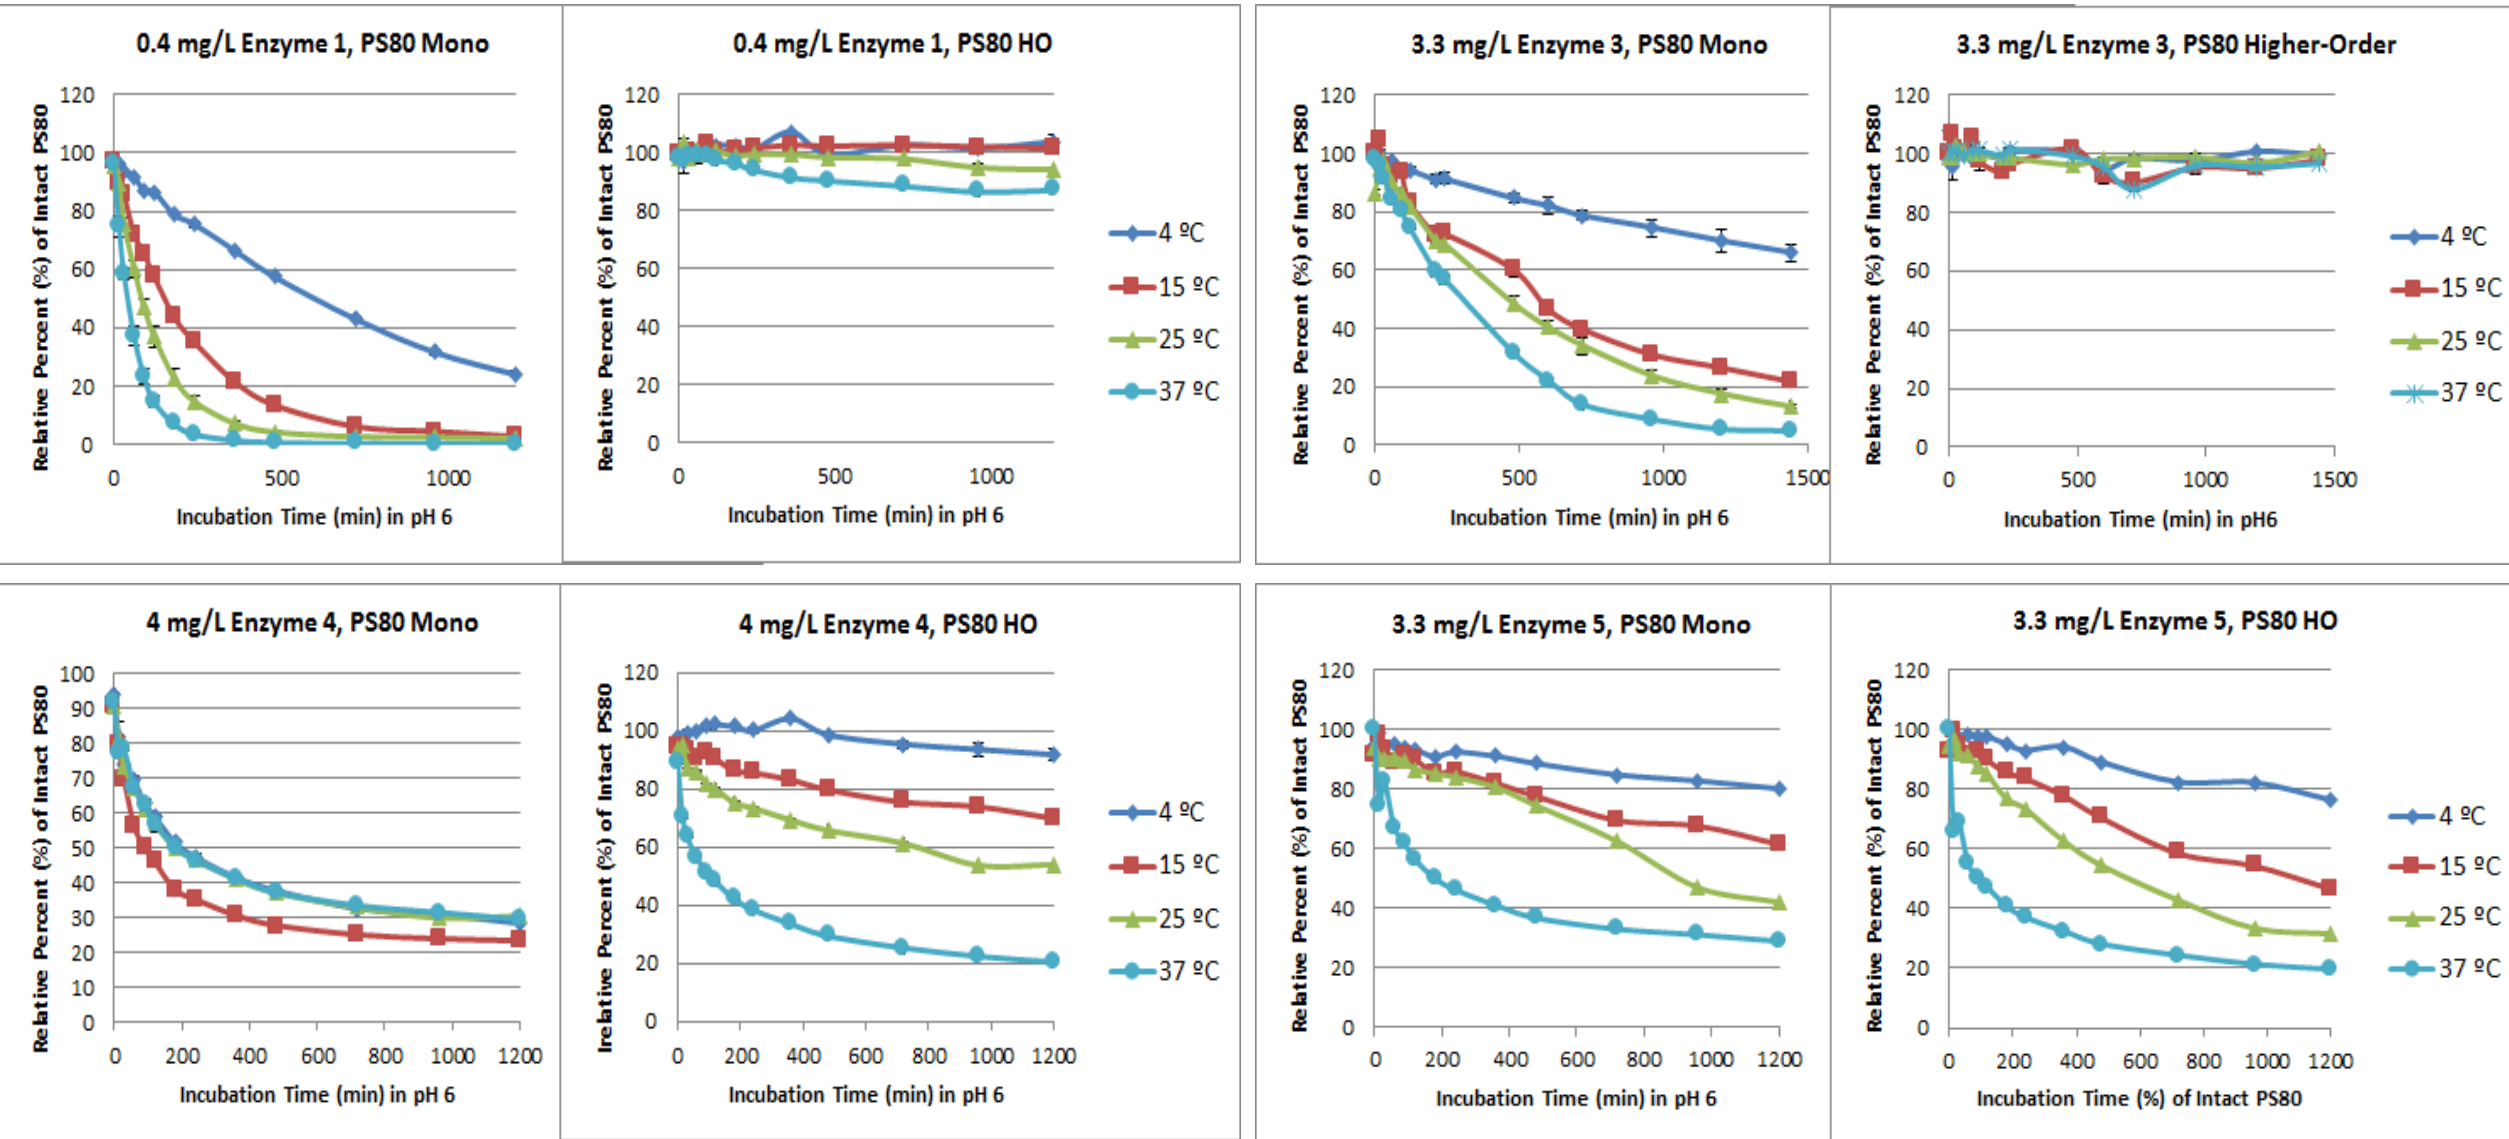 0.4 mg/L Enzyme 1, PS80 Mono
Relative Percent (%) of Intact PS80
120
100
80
60
40
20
0
0 500 1000
Incubation Time (min) in pH 6
0.4 mg/L Enzyme 1, PS80 HO
Relative Percent (%) of Intact PS80
120
100
80
60
40
20
0
0 500 1000
Incubation Time (min) in pH 6
4 ºC
15 ºC
25 ºC
37 ºC
3.3 mg/L Enzyme 3, PS80 Mono
Relative Percent (%) of Intact PS80
120
100
80
60
40
20
0
0 500 1000 1500
Incubation Time (min) in pH 6
3.3 mg/L Enzyme 3, PS80 Higher-Order
Relative Percent (%) of Intact PS80
120
100
80
60
40
20
0
0 500 1000 1500
Incubation Time (min) in pH6
4 ºC
15 ºC
25 ºC
37 ºC
4 mg/L Enzyme 4, PS80 Mono
Relative Percent (%) of Intact PS80
100
90
80
70
60
50
40
30
20
10
0
0 200 400 600 800 1000 1200
Incubation Time (min) in pH 6
4 mg/L Enzyme 4, PS80 HO
Irelative Percent (%) of Intact PS80
120
100
80
60
40
20
0
0 200 400 600 800 1000 1200
Incubation Time (min) in pH 6
4 ºC
15 ºC
25 ºC
37 ºC
3.3 mg/L Enzyme 5, PS80 Mono
Relative Percent (%) of Intact PS80
120
100
80
60
40
20
0
0 200 400 600 800 1000 1200
Incubation Time (min) in pH 6
3.3 mg/L Enzyme 5, PS80 HO
Relative Percent (%) of Intact PS80
120
100
80
60
40
20
0
0 200 400 600 800 1000 1200
Incubation Time (%) of Intact PS80
4 ºC
15 ºC
25 ºC
37 ºC